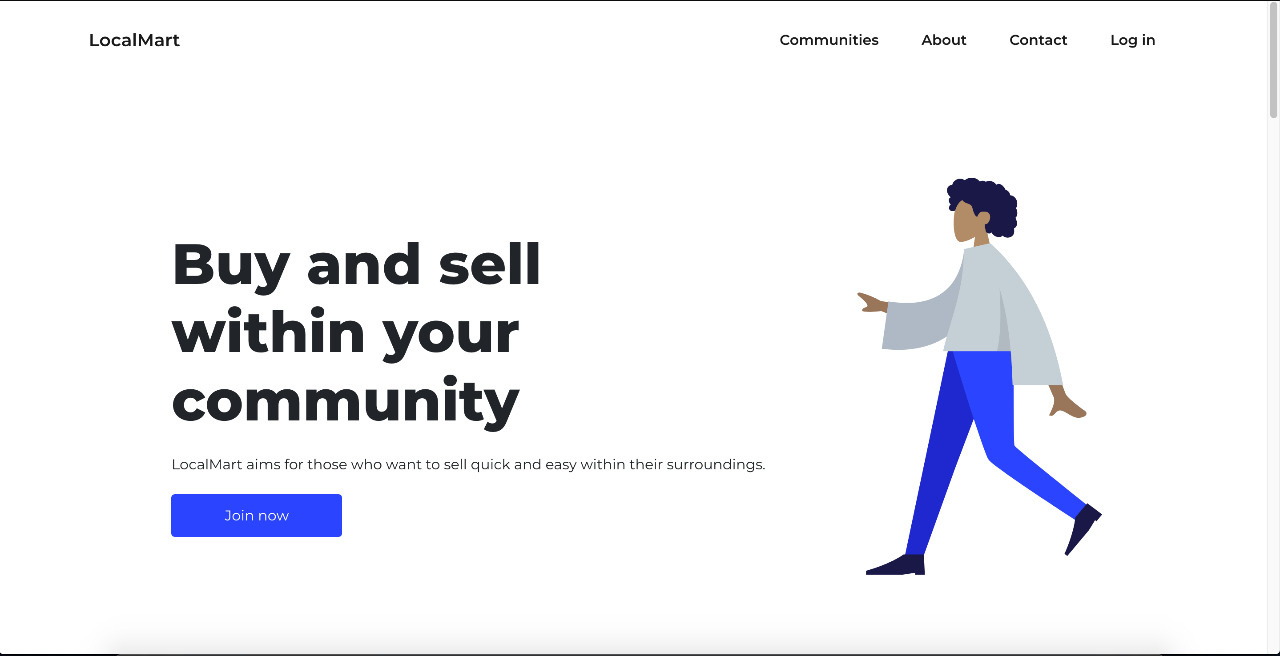 LocalMart
Communities About Contact Log in
Buy and sell
within your
community
LocalMart aims for those who want to sell quick and easy within their surroundings.
Join now